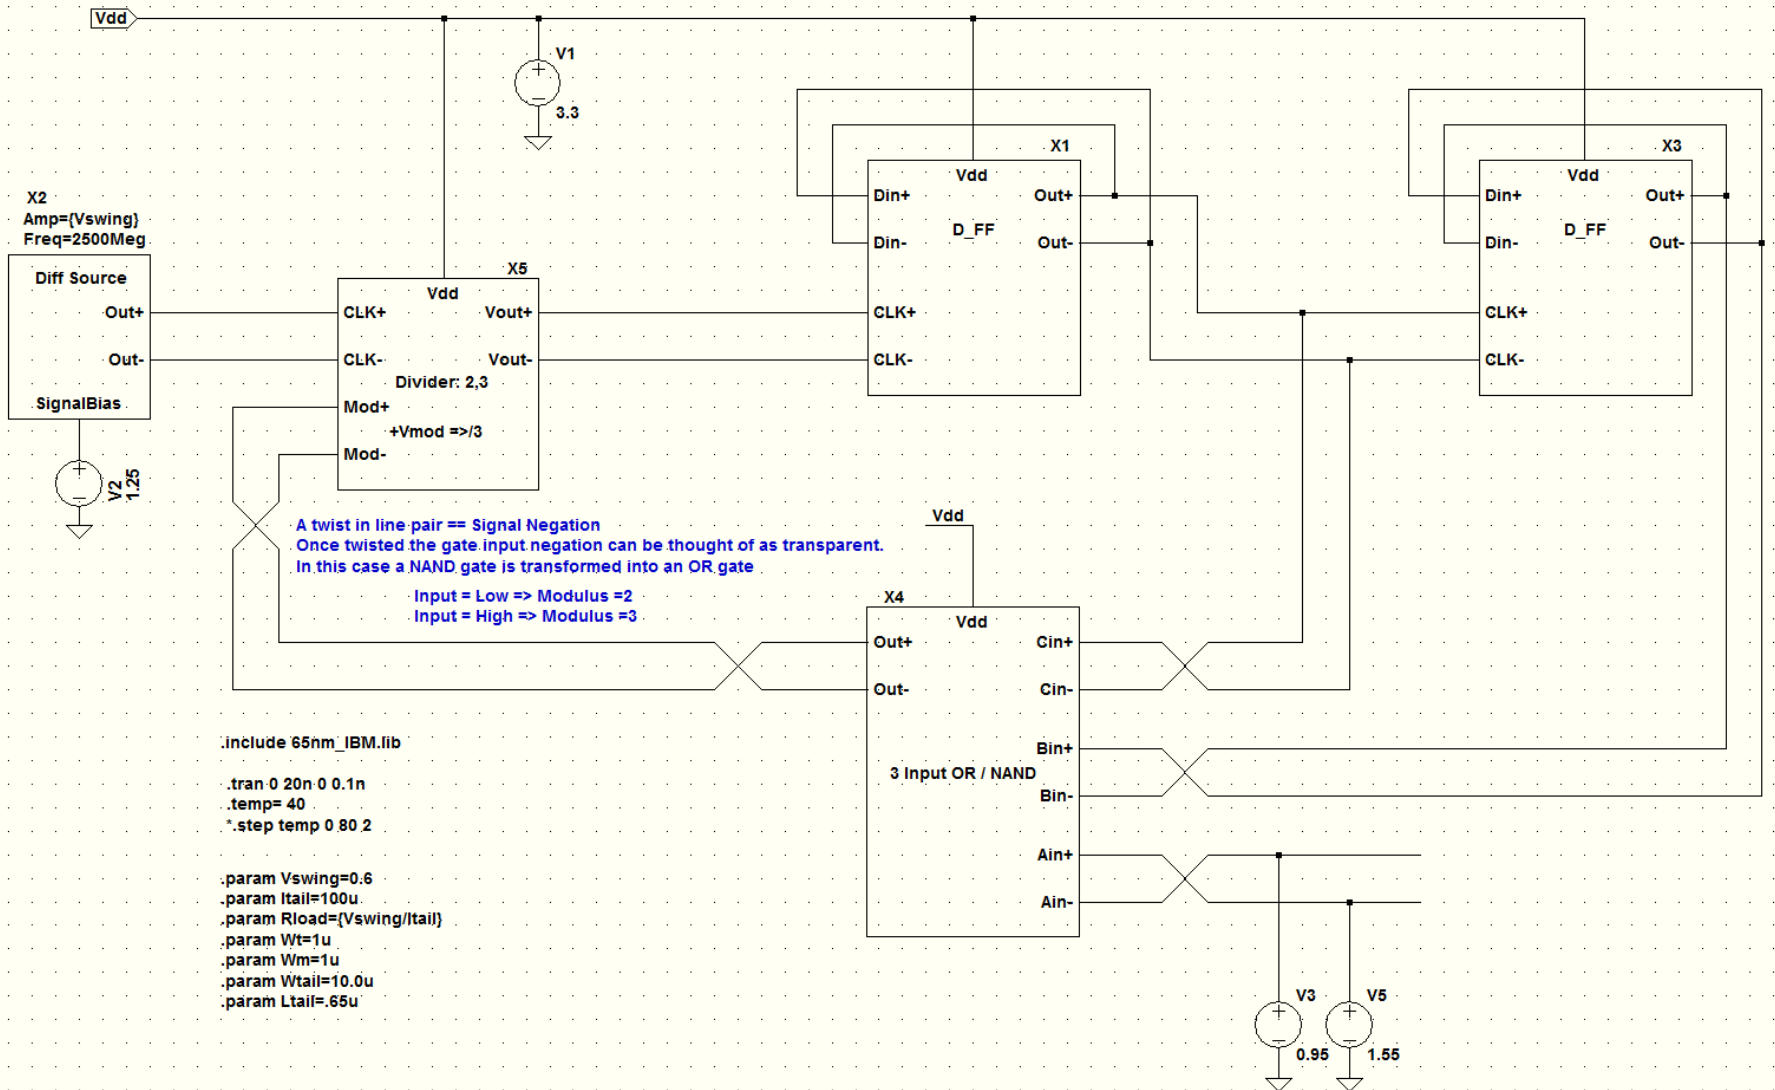 Vdd
V1
3.3
X2
Amp={Vswing}
Freq=2500Meg
Diff Source
Out+
Out-
SignalBias
V2
1.25
X5
Vdd
CLK+
Vout+
CLK-
Vout-
Divider: 2,3
Mod+
+Vmod =>/3
Mod-
X1
Vdd
Din+
Out+
D_FF
Din-
Out-
CLK+
CLK-
X3
Vdd
Din+
Out+
D_FF
Din-
Out-
CLK+
CLK-
A twist in line pair == Signal Negation
Once twisted the gate input negation can be thought of as transparent.
In this case a NAND gate is transformed into an OR gate
Input = Low => Modulus =2
Input = High => Modulus =3
Vdd
X4
Vdd
Out+
Cin+
Out-
Cin-
Bin+
3 Input OR / NAND
Bin-
Ain+
Ain-
V3
0.95
V5
1.55
.include 65nm_IBM.lib
.tran 0 20n 0 0.1n
.temp= 40
*.step temp 0 80 2
.param Vswing=0.6
.param Itail=100u
.param Rload={Vswing/Itail}
.param Wt=1u
.param Wm=1u
.param Wtail=10.0u
.param Ltail=.65u